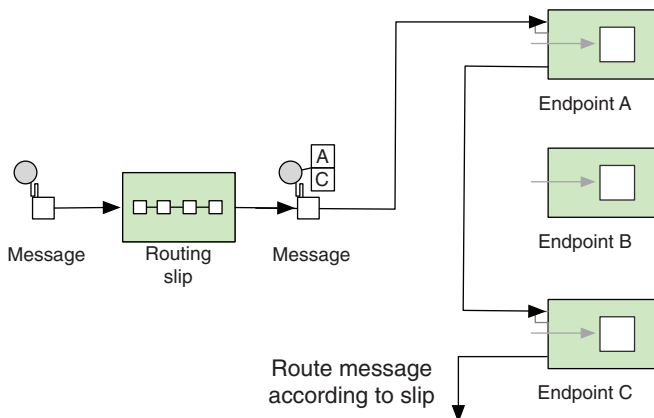 A
C
Endpoint A
Message
Routing
slip
Message
Endpoint B
Route message
according to slip
Endpoint C